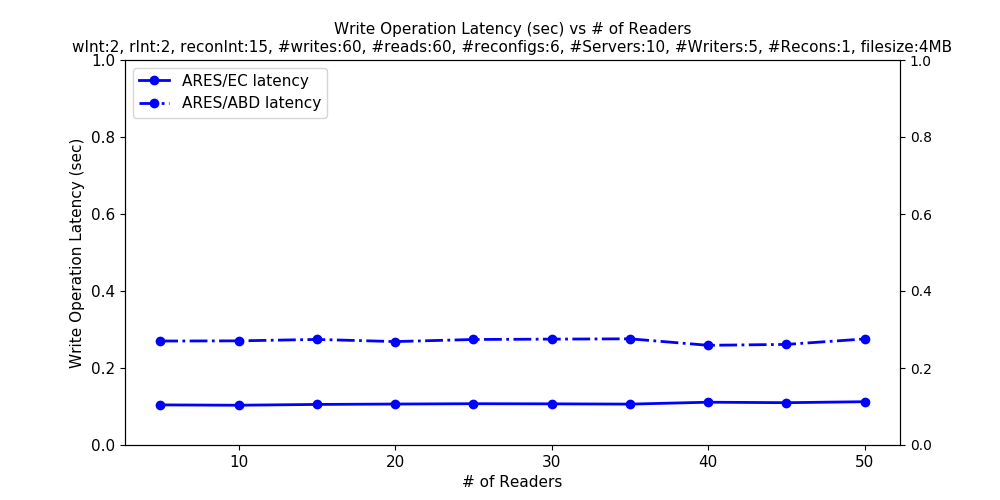 Write Operation Latency (sec) vs # of Readers
wInt:2, rInt:2, reconInt:15, #writes:60, #reads:60, #reconfigs:6, #Servers:10, #Writers:5, #Recons:1, filesize:4MB
ARES/EC latency
ARES/ABD latency
Write Operation Latency (sec)
1.0
0.8
0.6
0.4
0.2
0.0
1.0
0.8
0.6
0.4
0.2
0.0
10 20 30 40 50
# of Readers